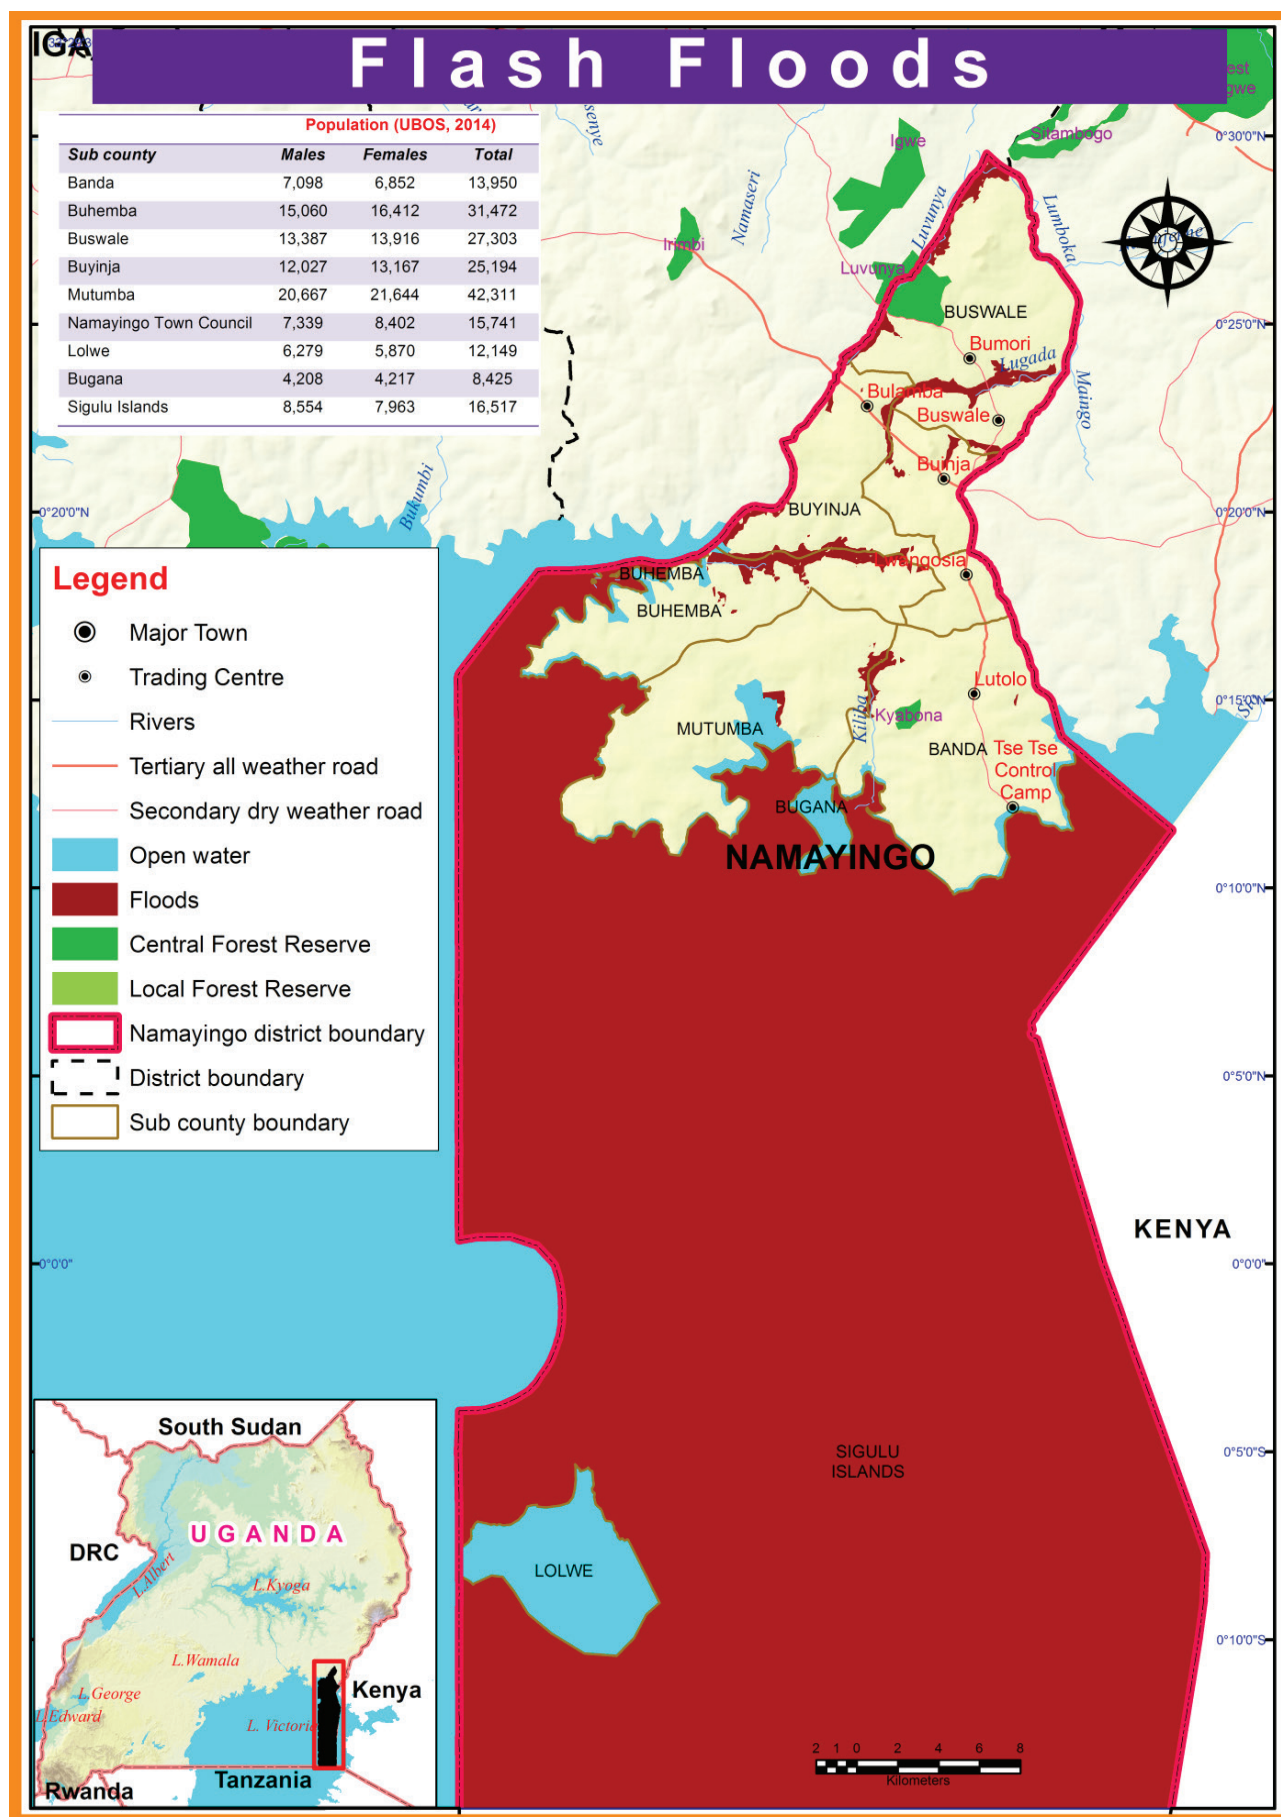 Flash Floods
IGA
Population (UBOS, 2014)
Sub county Males Females Total
Banda 7,098 6,852 13,950
Buhemba 15,060 16,412 31,472
Buswale 13,387 13,916 27,303
Buyinja 12,027 13,167 25,194
Mutumba 20,667 21,644 42,311
Namayingo Town Council 7,339 8,402 15,741
Lolwe 6,279 5,870 12,149
Bugana 4,208 4,217 8,425
Sigulu Islands 8,554 7,963 16,517
senye
est
gwe
0°30'0"N
Sitambogo
Igwe
Namaseri
Luvunya
Lumboka
Irimbi
Luvunya
BUSWALE
0°25'0"N
Bumori
Lugada
Maingo
Bulamba
Buswale
Buinja
Bukumbi
0°20'0"N
BUYINJA
0°20'0"N
Lwangosia
BUHEMBA
BUHEMBA
Lutolo
0°15'0"N
Kyabona
Kiliba
MUTUMBA
BANDA
Tse Tse
Control
Camp
BUGANA
NAMAYINGO
0°10'0"N
0°5'0"N
KENYA
0°0'0"
0°0'0"
SIGULU
ISLANDS
0°5'0"S
LOLWE
0°10'0"S
2 1 0 2 4 6 8
Kilometers
Legend
Major Town
Trading Centre
Rivers
Tertiary all weather road
Secondary dry weather road
Open water
Floods
Central Forest Reserve
Local Forest Reserve
Namayingo district boundary
District boundary
Sub county boundary
South Sudan
UGANDA
DRC
L.Albert
L.Kyoga
L.Wamala
L.George
L.Edward
Kenya
L. Victoria
Tanzania
Rwanda